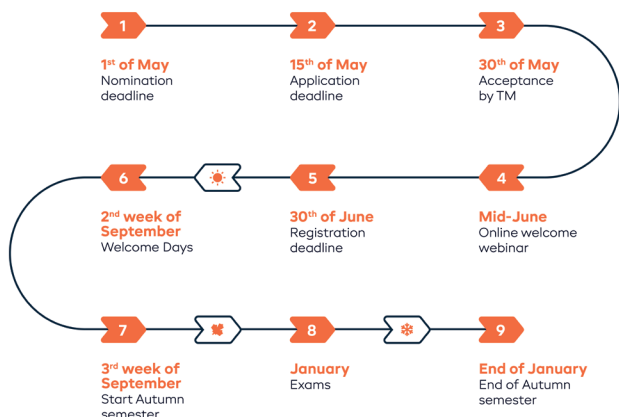 1
2
3
1st of May
Nomination
deadline
15th of May
Application
deadline
30th of May
Acceptance
by TM
6
5
4
2nd week of
September
Welcome Days
30th of June
Registration
deadline
Mid-June
Online welcome
webinar
7
8
9
3rd week of
September
Start Autumn
semester
January
Exams
End of January
End of Autumn
semester